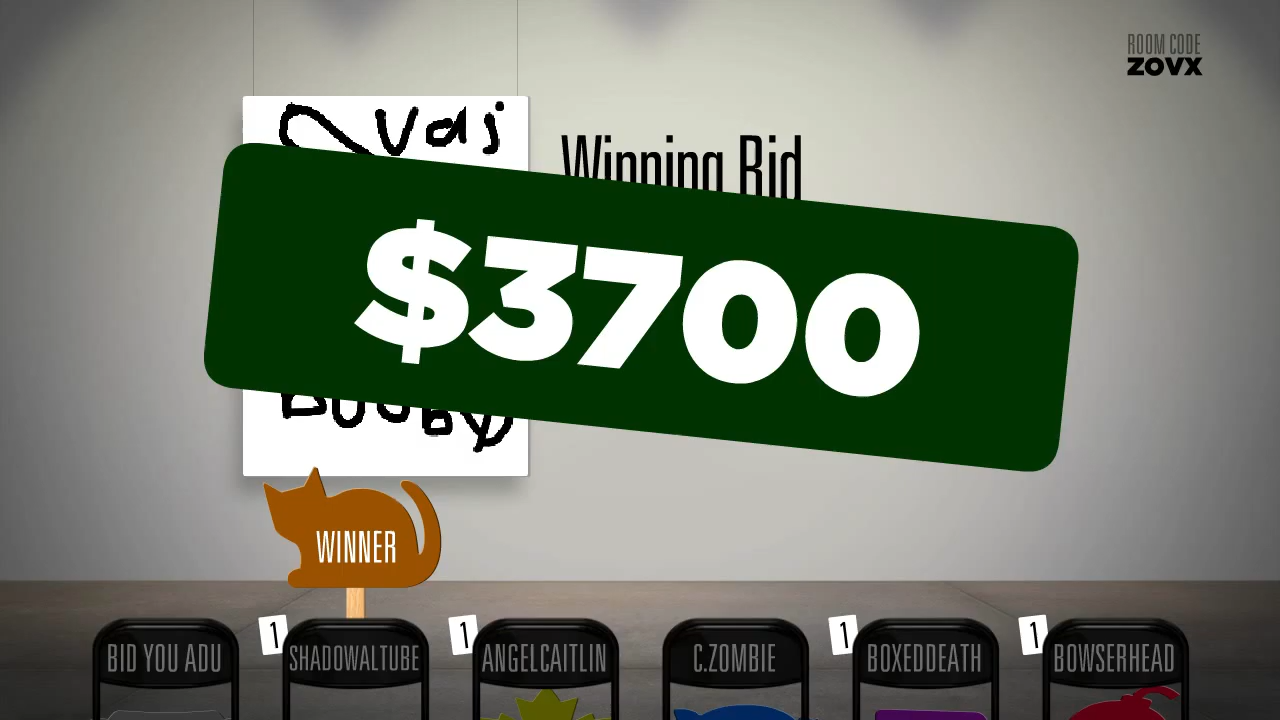 ROOM CODE
ZOVX
Vdj
Winning Bid
$3700
WINNER
1
1
1
1
BID YOU ADU
SHADOWALTUBE
ANGELCAITLIN
C.ZOMBIE
BOXEDDEATH
BOWSERHEAD